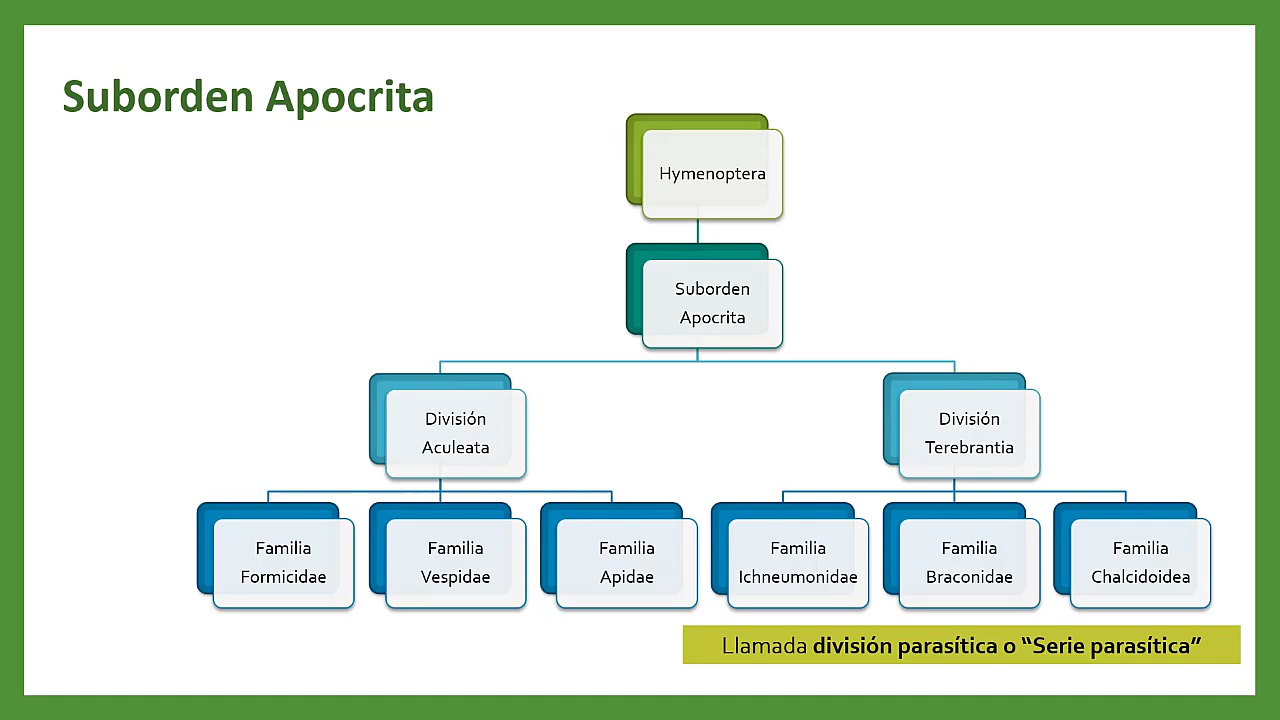 Suborden Apocrita
Hymenoptera
Suborden
Apocrita
División
Aculeata
División
Terebrantia
Familia
Formicidae
Familia
Vespidae
Familia
Apidae
Familia
Ichneumonidae
Familia
Braconidae
Familia
Chalcidoidea
Llamada división parasítica o “Serie parasítica”